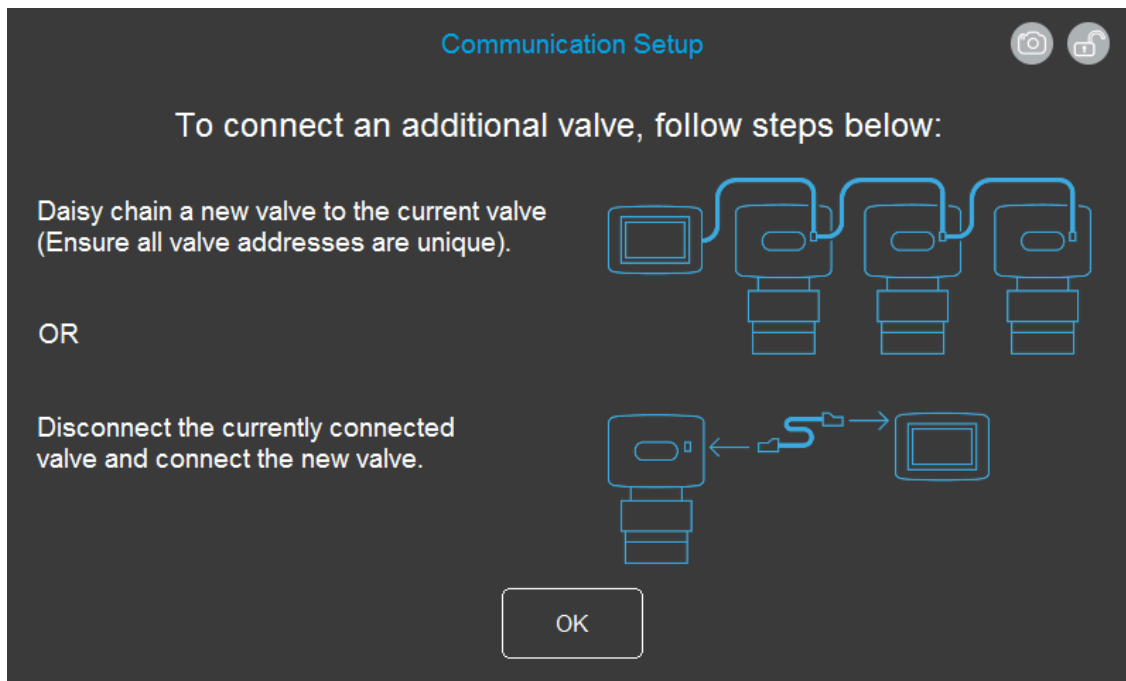 Communication Setup
To connect an additional valve, follow steps below:
Daisy chain a new valve to the current valve
(Ensure all valve addresses are unique).
OR
Disconnect the currently connected
valve and connect the new valve.
OK